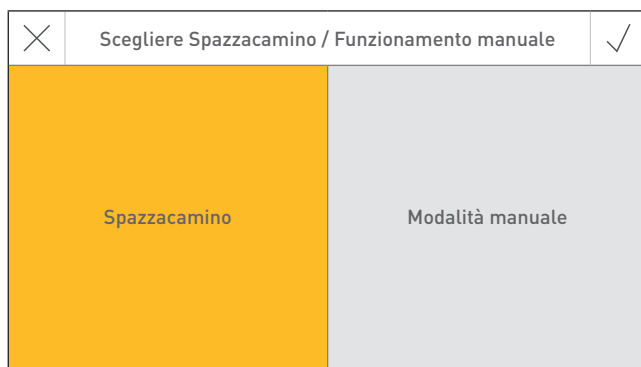 Scegliere Spazzacamino / Funzionamento manuale
Spazzacamino
Modalità manuale